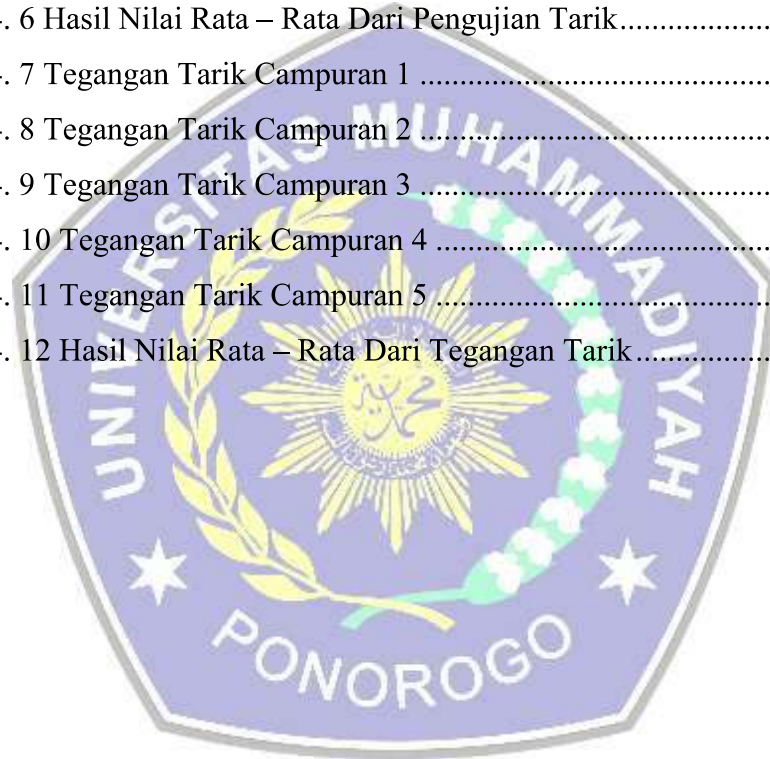 . 6 Hasil Nilai Rata – Rata Dari Pengujian Tarik....................
. 7 Tegangan Tarik Campuran 1 ............................................
. 8 Tegangan Tarik Campuran 2 ............................................
. 9 Tegangan Tarik Campuran 3 ............................................
. 10 Tegangan Tarik Campuran 4 ..........................................
. 11 Tegangan Tarik Campuran 5 ..........................................
. 12 Hasil Nilai Rata – Rata Dari Tegangan Tarik.................
UNIVERSITAS MUHAMMADIYAH
محمدية
PONOROGO